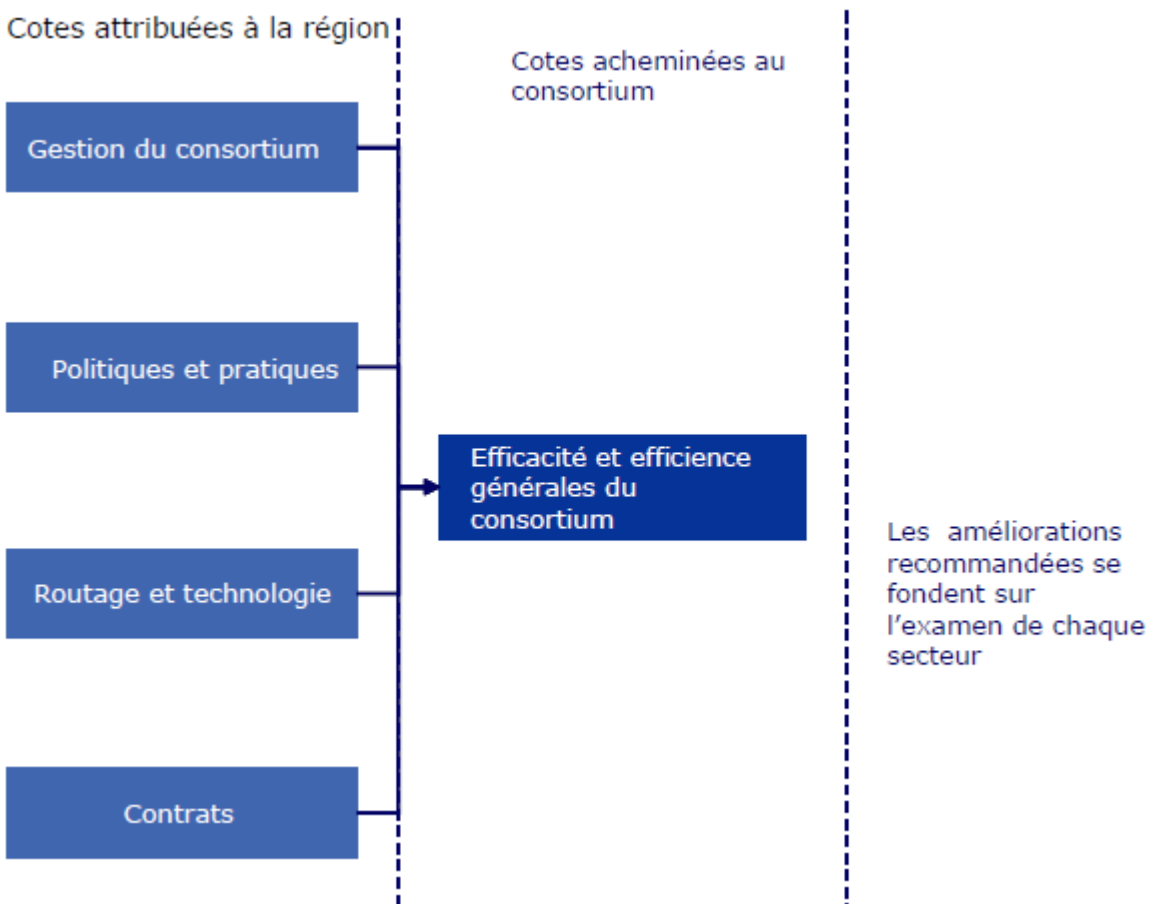 Cotes attribuées à la région
Cotes acheminées au
consortium
Gestion du consortium
Politiques et pratiques
Efficacité et efficience
générales du
consortium
Routage et technologie
Les améliorations
recommandées se
fondent sur
l'examen de chaque
secteur
Contrats